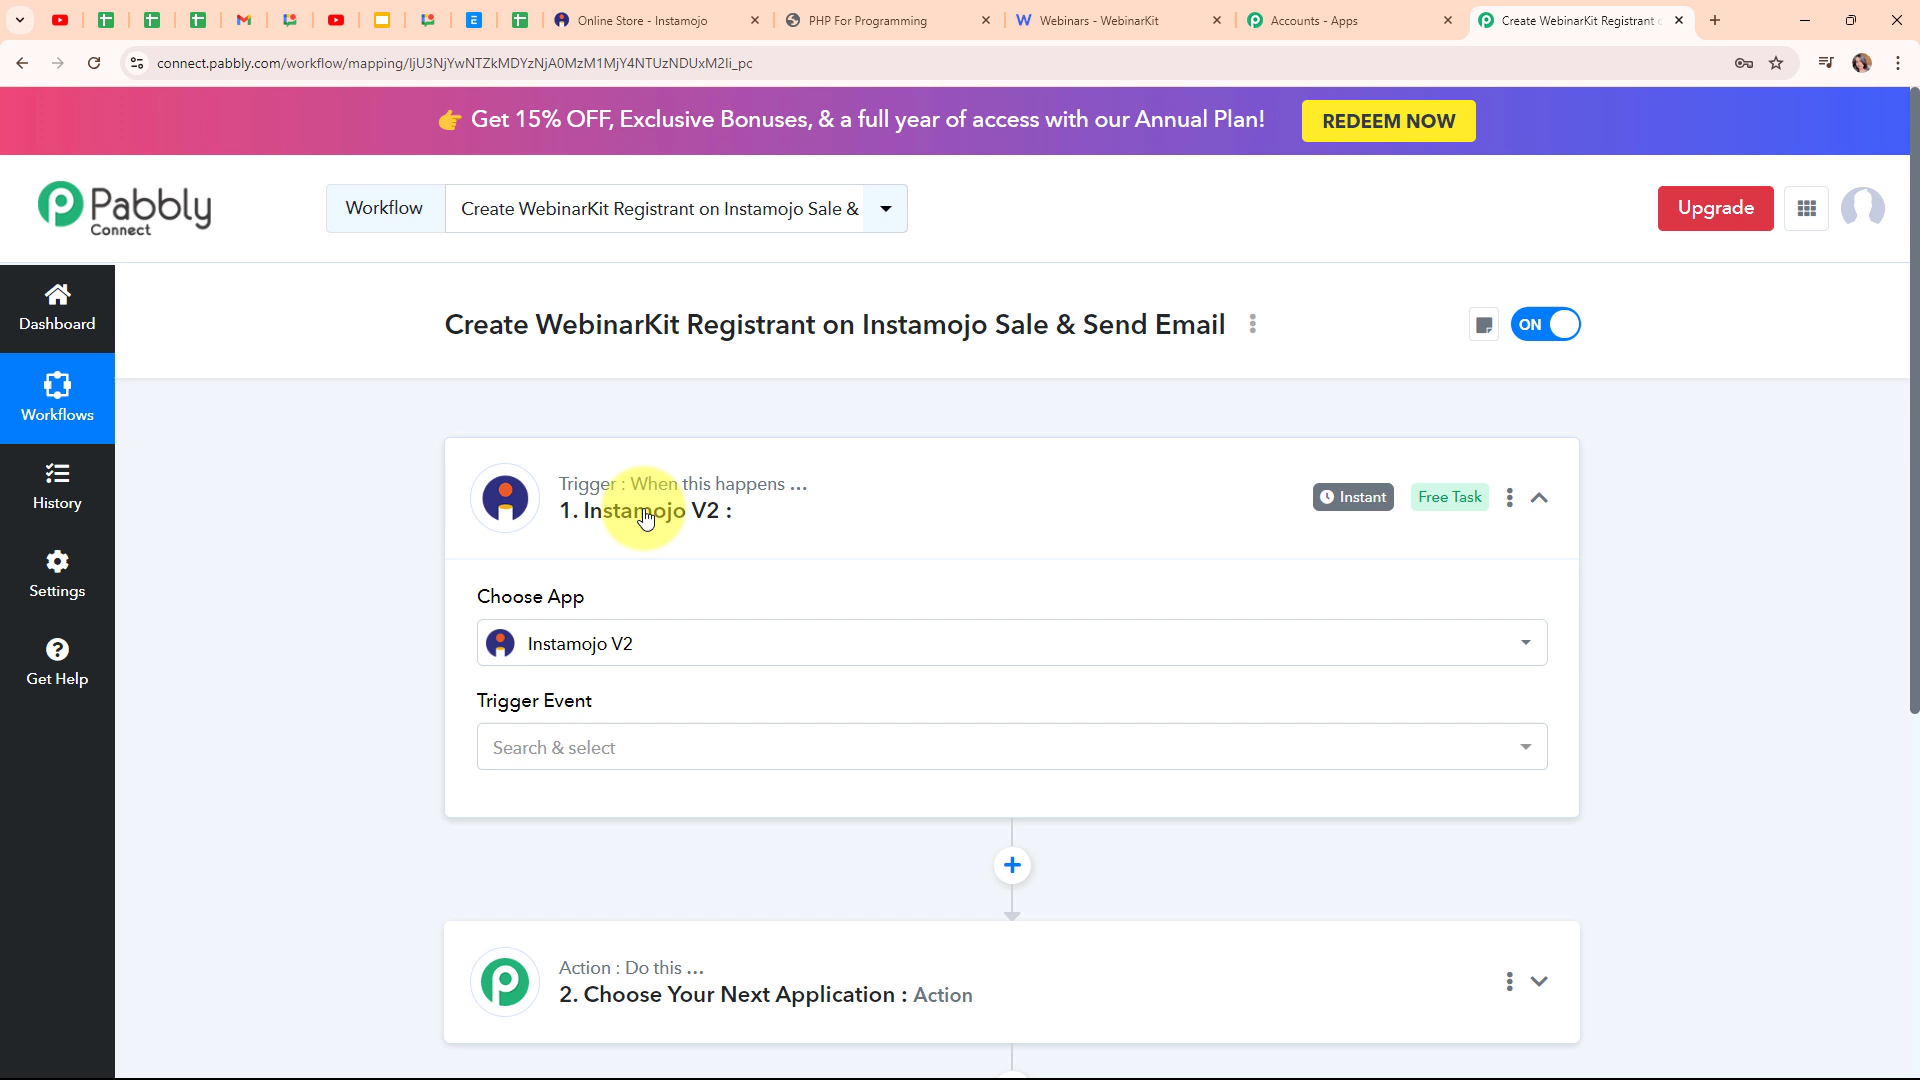 Online Store - Instamojo
PHP For Programming
Webinars - WebinarKit
Accounts - Apps
Create WebinarKit Registrant
connect.pabbly.com/workflow/mapping/IjU3NjYwNTZkMDYzNjA0MzM1MjY4NTUzNDUxM2Ii_pc
Get 15% OFF, Exclusive Bonuses, & a full year of access with our Annual Plan!
REDEEM NOW
Pabbly
Connect
Workflow
Create WebinarKit Registrant on Instamojo Sale &
Upgrade
Dashboard
Workflows
History
Settings
Get Help
Create WebinarKit Registrant on Instamojo Sale & Send Email
ON
Trigger : When this happens ...
1. Instamojo V2 :
Instant
Free Task
Choose App
Instamojo V2
Trigger Event
Search & select
Action : Do this ...
2. Choose Your Next Application : Action